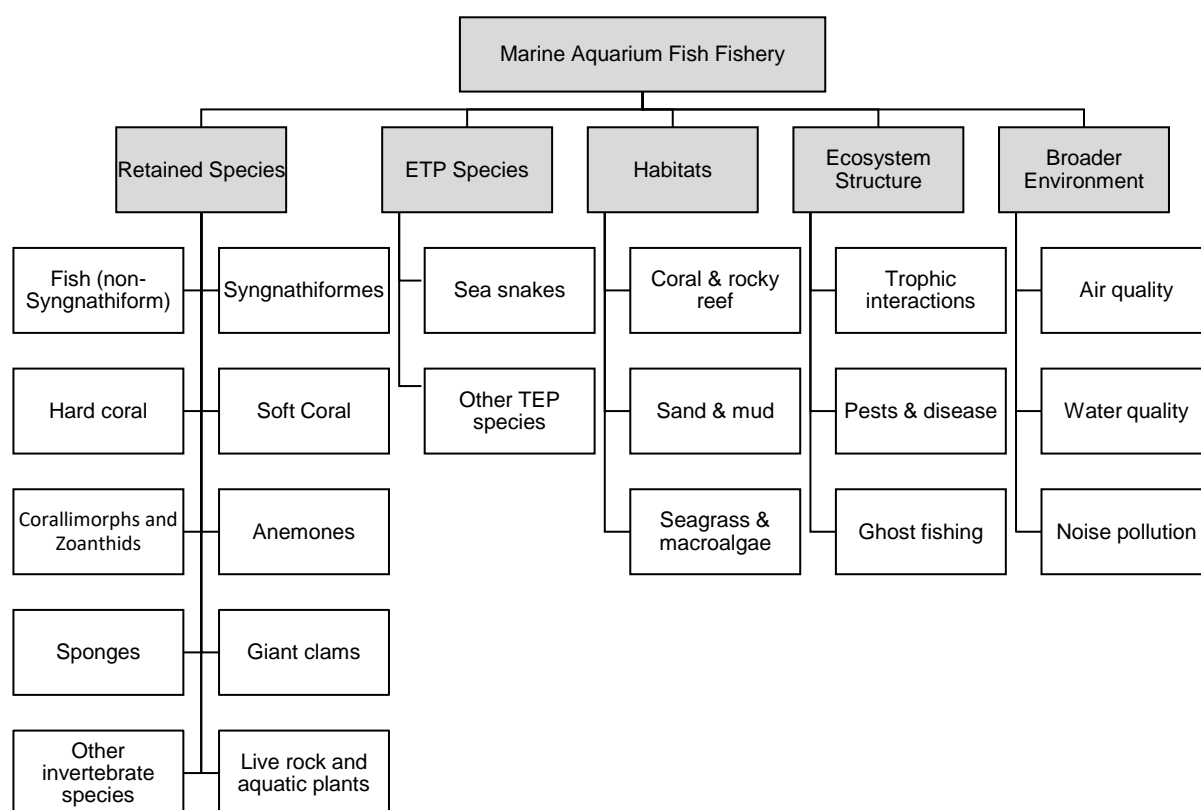 Marine Aquarium Fish Fishery
Retained Species
ETP Species
Habitats
Ecosystem
Structure
Broader
Environment
Fish (non-
Syngnathiform)
Syngnathiformes
Sea snakes
Coral & rocky
reef
Trophic
interactions
Air quality
Hard coral
Soft Coral
Other TEP
species
Sand & mud
Pests & disease
Water quality
Corallimorphs and
Zoanthids
Anemones
Seagrass &
macroalgae
Ghost fishing
Noise pollution
Sponges
Giant clams
Other
invertebrate
species
Live rock and
aquatic plants